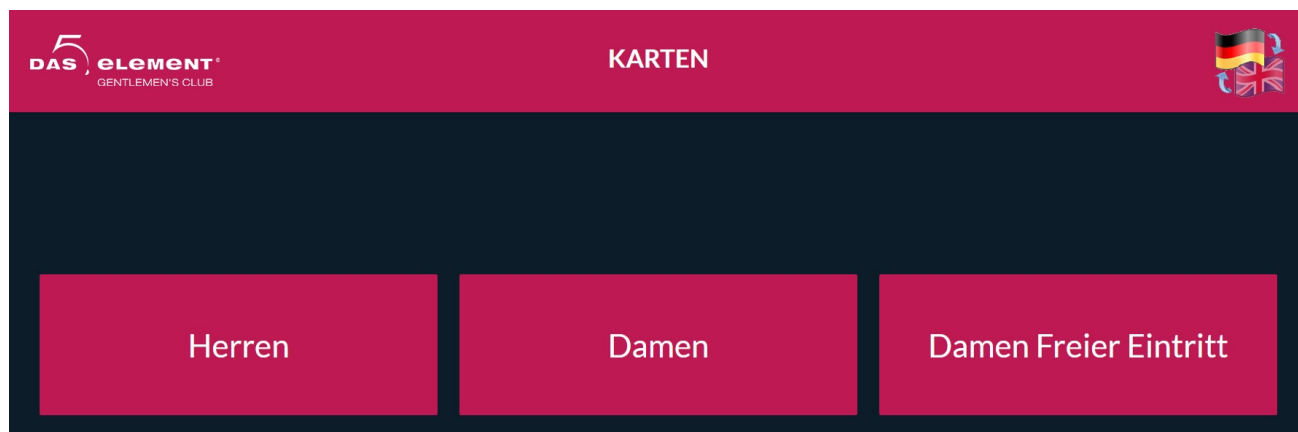 DAS 5 ELEMENT®
GENTLEMEN'S CLUB
KARTEN
Herren
Damen
Damen Freier Eintritt